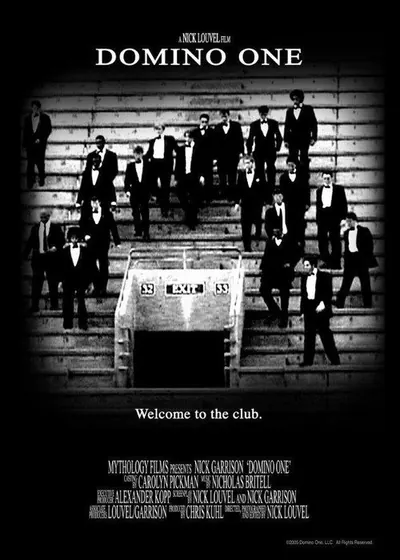 A NICK LOUVEL FILM
DOMINO ONE
32 EXIT 33
Welcome to the club.
MYTHOLOGY FILMS PRESENTS NICK GARRISON 'DOMINO ONE'
CASTING BY CAROLYN PICKMAN MUSIC BY NICHOLAS BRITELL
EXECUTIVE PRODUCER ALEXANDER KOPP SCREENPLAY BY NICK LOUVEL AND NICK GARRISON
ASSOCIATE PRODUCERS LOUVEL GARRISON PRODUCED BY CHRIS KUHL DIRECTED, PHOTOGRAPHED AND EDITED BY NICK LOUVEL
©2005 Domino One, LLC All Rights Reserved.